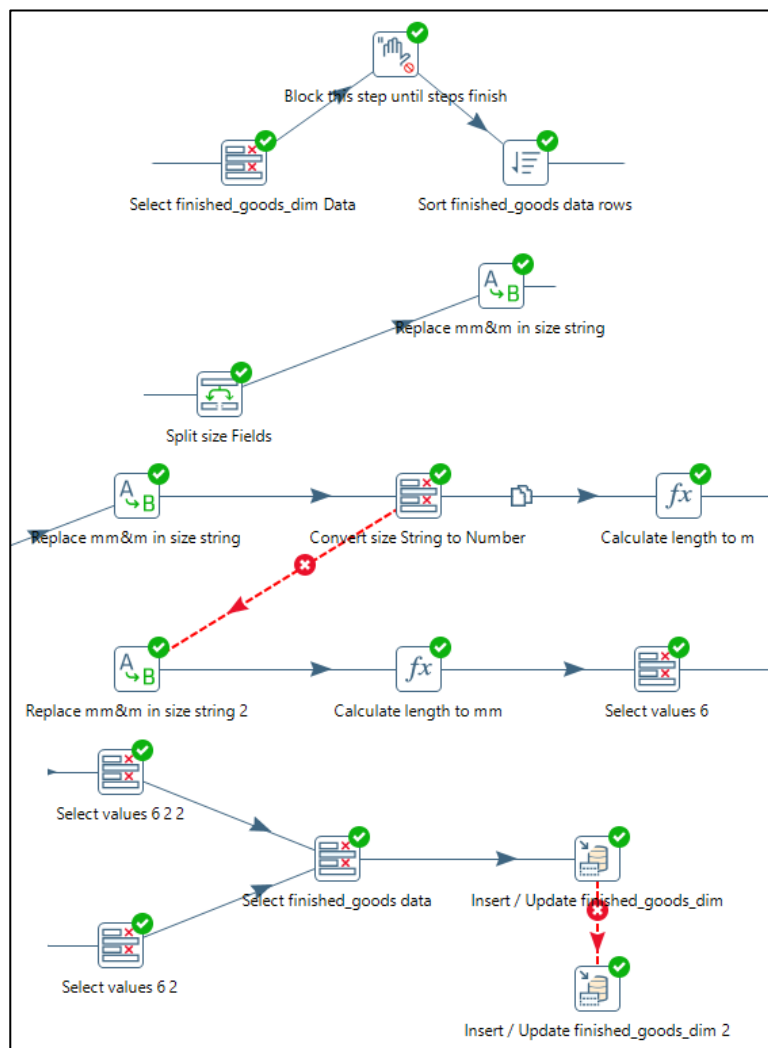 Block this step until steps finish
Select finished_goods_dim Data
Sort finished_goods data rows
A
B
Replace mm&m in size string
Split size Fields
A
B
fx
Replace mm&m in size string
Convert size String to Number
Calculate length to m
A
B
fx
Replace mm&m in size string 2
Calculate length to mm
Select values 6
Select values 6 2 2
Select finished_goods data
Insert / Update finished_goods_dim
Select values 6 2
Insert / Update finished_goods_dim 2